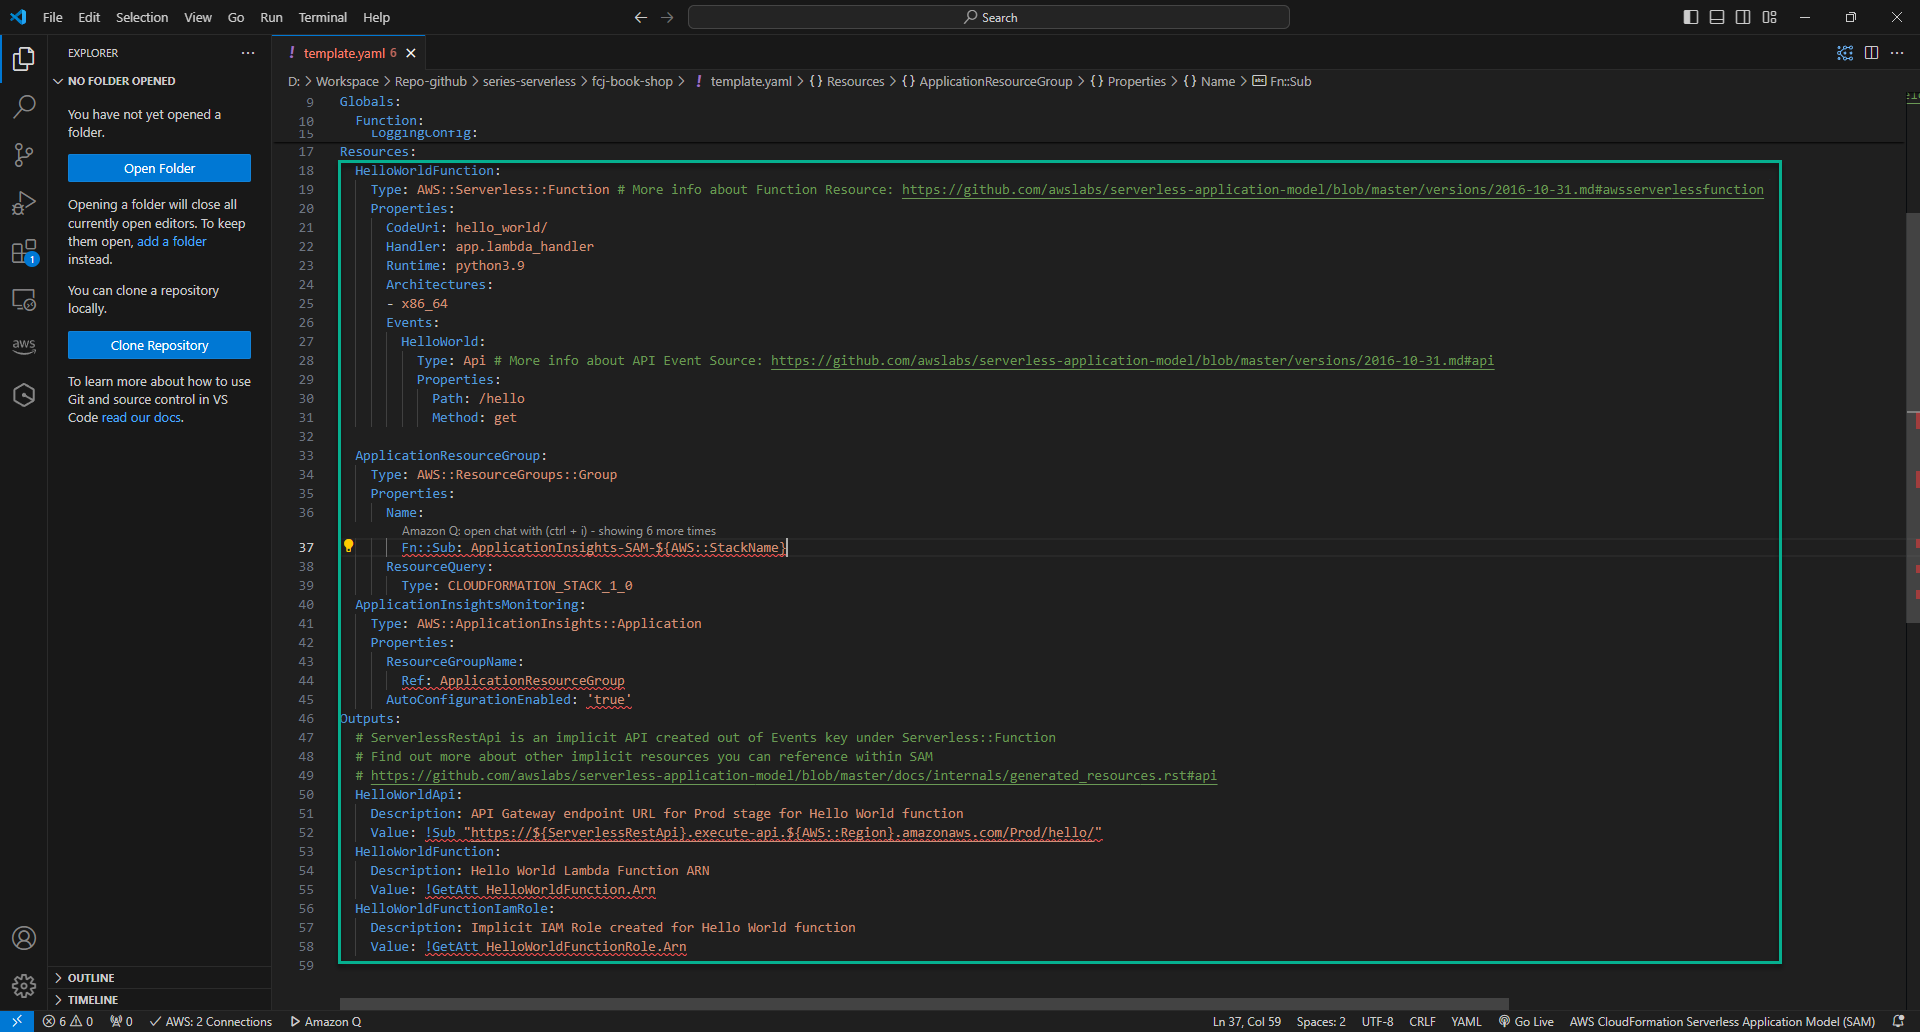 File Edit Selection View Go Run Terminal Help
Search
EXPLORER
NO FOLDER OPENED
You have not yet opened a
folder.
Open Folder
Opening a folder will close all
currently open editors. To keep
them open, add a folder
instead.
You can clone a repository
locally.
Clone Repository
To learn more about how to use
Git and source control in VS
Code read our docs.
OUTLINE
TIMELINE
1
aws
! template.yaml 6
D: > Workspace > Repo-github > series-serverless > fcj-book-shop > ! template.yaml > {} Resources > {} ApplicationResourceGroup > {} Properties > {} Name > Fn::Sub
9 Globals:
10 Function:
15 LoggingConfig:
17 Resources:
18 HelloWorldFunction:
19 Type: AWS::Serverless::Function # More info about Function Resource: https://github.com/awslabs/serverless-application-model/blob/master/versions/2016-10-31.md#awsserverlessfunction
20 Properties:
21 CodeUri: hello_world/
22 Handler: app.lambda_handler
23 Runtime: python3.9
24 Architectures:
25 - x86_64
26 Events:
27 HelloWorld:
28 Type: Api # More info about API Event Source: https://github.com/awslabs/serverless-application-model/blob/master/versions/2016-10-31.md#api
29 Properties:
30 Path: /hello
31 Method: get
32
33 ApplicationResourceGroup:
34 Type: AWS::ResourceGroups::Group
35 Properties:
36 Name:
Amazon Q: open chat with (ctrl + i) - showing 6 more times
37 Fn::Sub: ApplicationInsights-SAM-${AWS::StackName}
38 ResourceQuery:
39 Type: CLOUDFORMATION_STACK_1_0
40 ApplicationInsightsMonitoring:
41 Type: AWS::ApplicationInsights::Application
42 Properties:
43 ResourceGroupName:
44 Ref: ApplicationResourceGroup
45 AutoConfigurationEnabled: 'true'
46 Outputs:
47 # ServerlessRestApi is an implicit API created out of Events key under Serverless::Function
48 # Find out more about other implicit resources you can reference within SAM
49 # https://github.com/awslabs/serverless-application-model/blob/master/docs/internals/generated_resources.rst#api
50 HelloWorldApi:
51 Description: API Gateway endpoint URL for Prod stage for Hello World function
52 Value: !Sub "https://${ServerlessRestApi}.execute-api.${AWS::Region}.amazonaws.com/Prod/hello/"
53 HelloWorldFunction:
54 Description: Hello World Lambda Function ARN
55 Value: !GetAtt HelloWorldFunction.Arn
56 HelloWorldFunctionIamRole:
57 Description: Implicit IAM Role created for Hello World function
58 Value: !GetAtt HelloWorldFunctionRole.Arn
59
6 0 0 AWS: 2 Connections Amazon Q Ln 37, Col 59 Spaces: 2 UTF-8 CRLF YAML Go Live AWS CloudFormation Serverless Application Model (SAM)